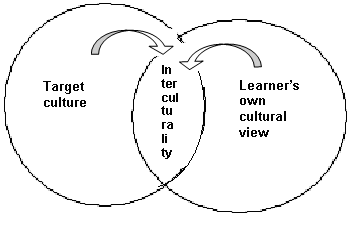 Target
culture
In
ter
cul
tu
ra
li
ty
Learner's
own
cultural
view